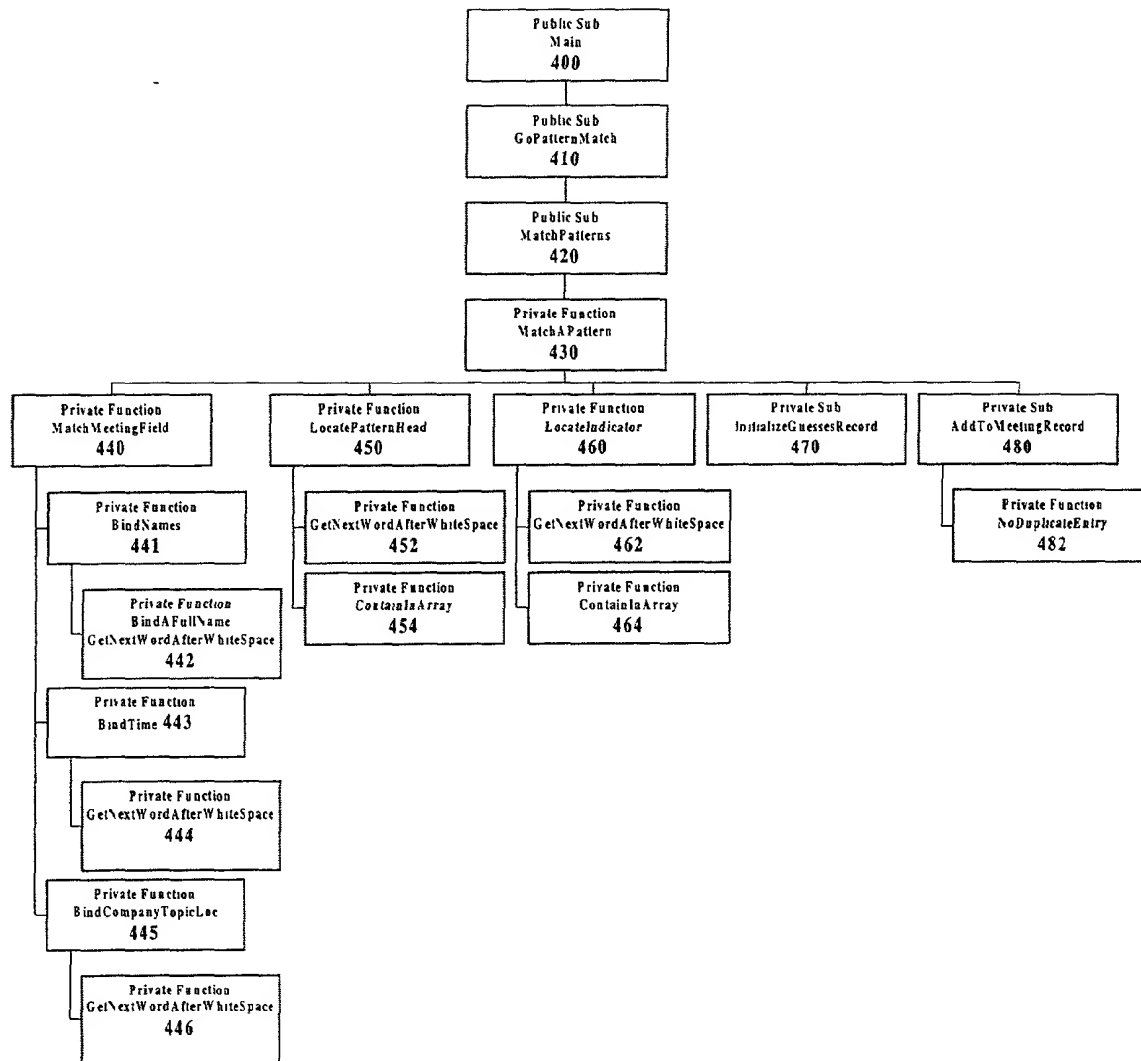 Public Sub
Main
400
Public Sub
GoPatternMatch
410
Public Sub
MatchPatterns
420
Private Function
MatchAPattern
430
Private Function
MatchMeetingField
440
Private Function
LocatePatternHead
450
Private Function
LocateIndicator
460
Private Sub
InitializeGuessesRecord
470
Private Sub
AddToMeetingRecord
480
Private Function
BindNames
441
Private Function
GetNextWordAfterWhiteSpace
452
Private Function
GetNextWordAfterWhiteSpace
462
Private Function
NoDuplicateEntry
482
Private Function
ContainInArray
454
Private Function
ContainInArray
464
Private Function
BindAFullName
GetNextWordAfterWhiteSpace
442
Private Function
BindTime 443
Private Function
GetNextWordAfterWhiteSpace
444
Private Function
BindCompanyTopicLoc
445
Private Function
GetNextWordAfterWhiteSpace
446